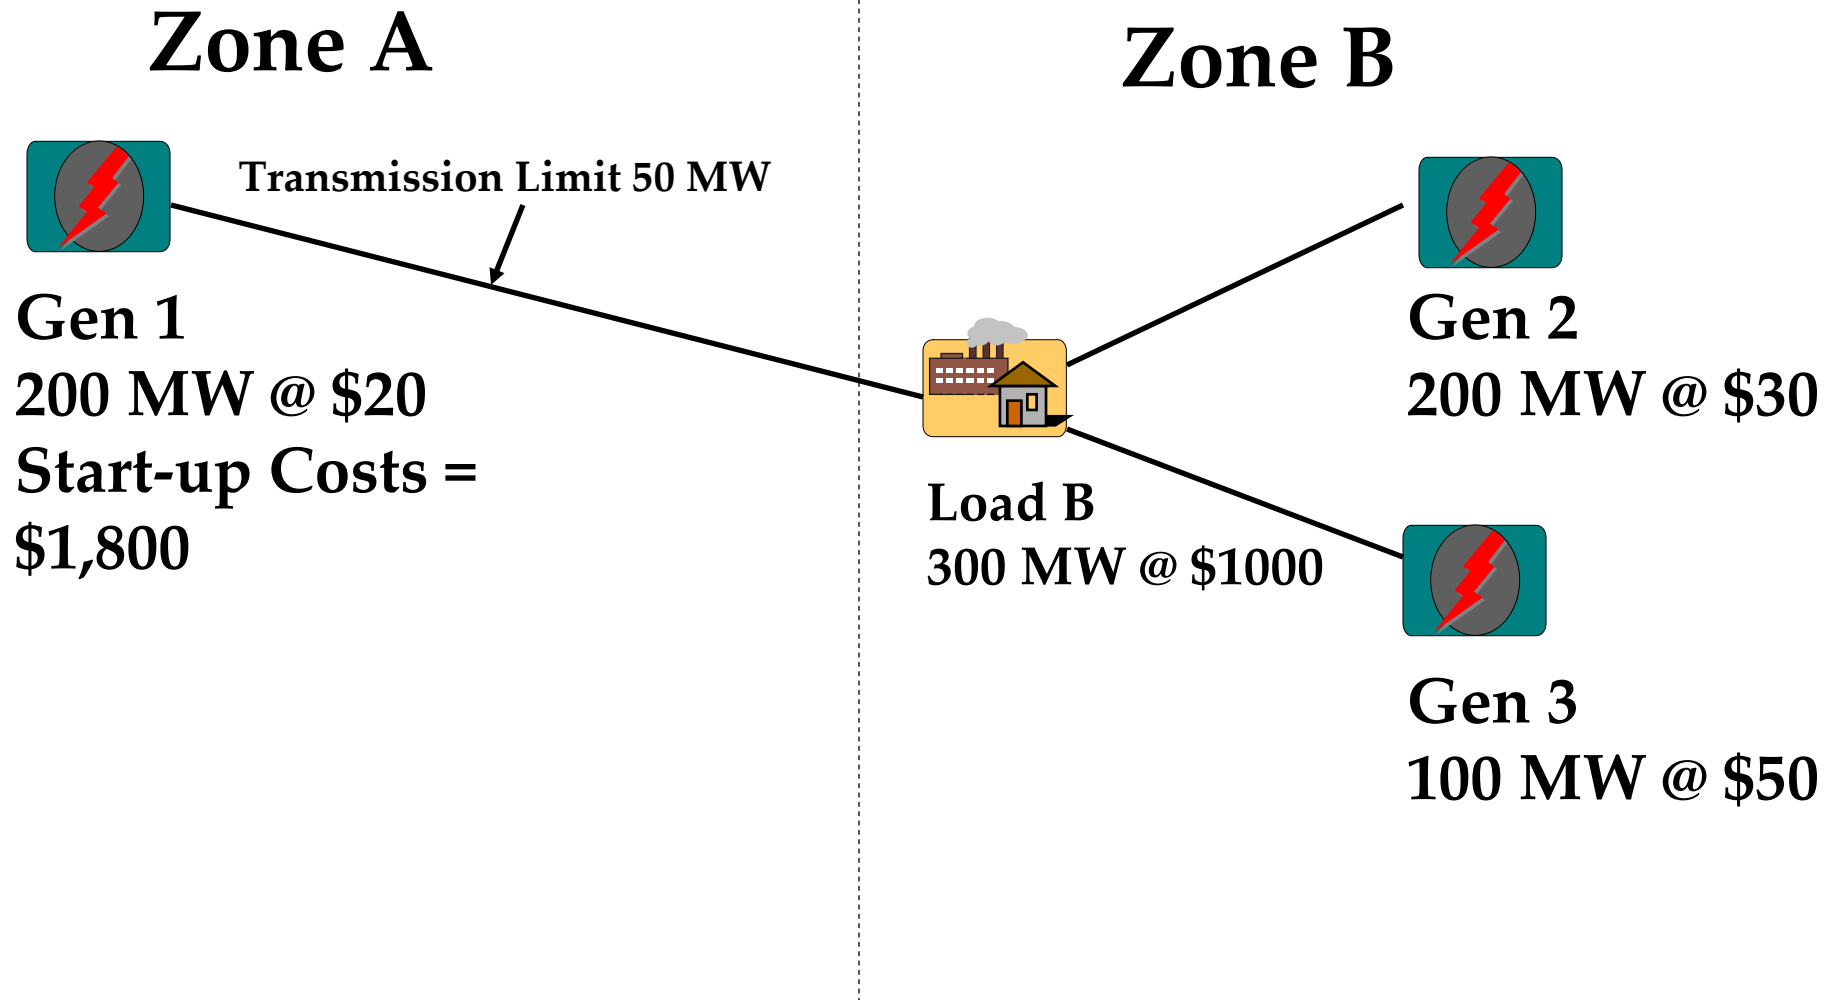 Zone A
Zone B
Transmission Limit 50 MW
Gen 1
200 MW @ $20
Start-up Costs =
$1,800
Gen 2
200 MW @ $30
Load B
300 MW @ $1000
Gen 3
100 MW @ $50